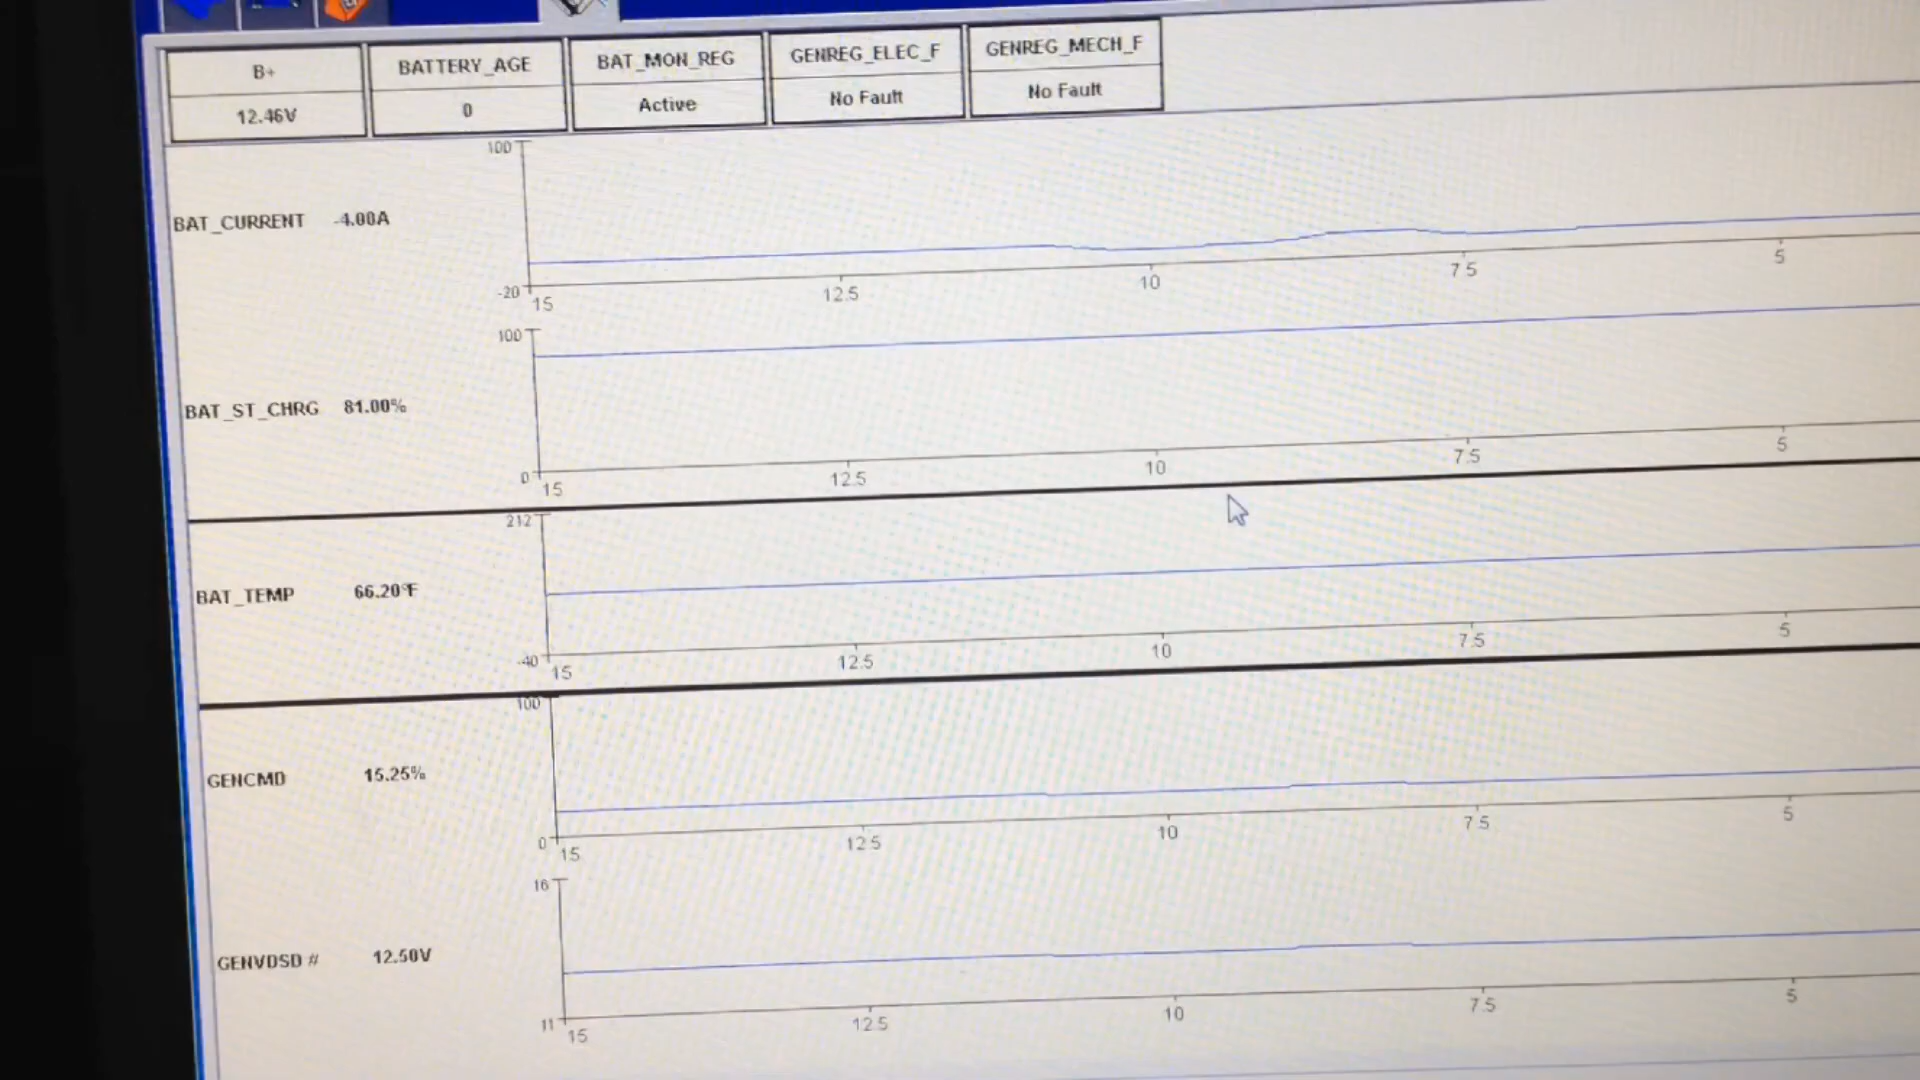 B+ BATTERY_AGE BAT_MON_REG GENREG_ELEC_F GENREG_MECH_F
12.46V 0 Active No Fault No Fault
100
BAT_CURRENT -4.00A
-20
15 12.5 10 7.5 5
100
BAT_ST_CHRG 81.00%
0
15 12.5 10 7.5 5
212
BAT_TEMP 66.20°F
-40
15 12.5 10 7.5 5
100
GENCMD 15.25%
0
15 12.5 10 7.5 5
16
GENVDSD # 12.50V
11
15 12.5 10 7.5 5